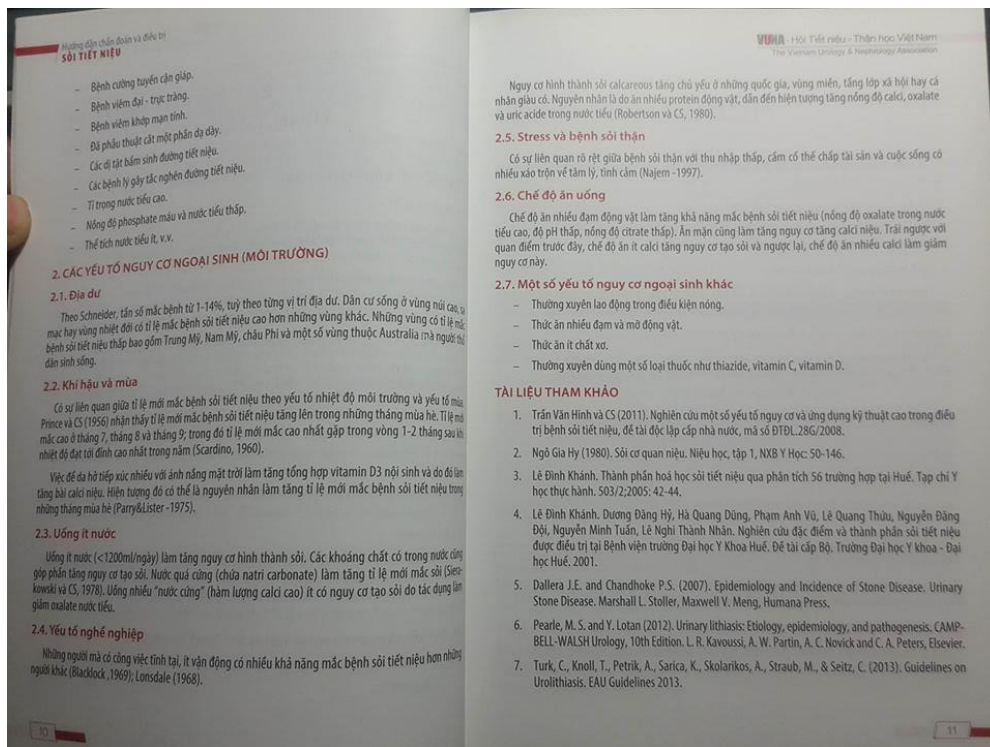 Hướng dẫn chẩn đoán và điều trị
SỎI TIẾT NIỆU
– Bệnh cường tuyến cận giáp.
– Bệnh viêm đại - trực tràng.
– Bệnh viêm khớp mạn tính.
– Đã phẫu thuật cắt một phần dạ dày.
– Các dị tật bẩm sinh đường tiết niệu.
– Các bệnh lý gây tắc nghẽn đường tiết niệu.
– Tỉ trọng nước tiểu cao.
– Nồng độ phosphate máu và nước tiểu thấp.
– Thể tích nước tiểu ít, v.v.
2. CÁC YẾU TỐ NGUY CƠ NGOẠI SINH (MÔI TRƯỜNG)
2.1. Địa dư
Theo Schneider, tần số mắc bệnh từ 1-14%, tuỳ theo từng vị trí địa dư. Dân cư sống ở vùng núi cao, sa
mạc hay vùng nhiệt đới có tỉ lệ mắc bệnh sỏi tiết niệu cao hơn những vùng khác. Những vùng có tỉ lệ mắc
bệnh sỏi tiết niệu thấp bao gồm Trung Mỹ, Nam Mỹ, châu Phi và một số vùng thuộc Australia mà người thổ
dân sinh sống.
2.2. Khí hậu và mùa
Có sự liên quan giữa tỉ lệ mới mắc bệnh sỏi tiết niệu theo yếu tố nhiệt độ môi trường và yếu tố mùa.
Prince và CS (1956) nhận thấy tỉ lệ mới mắc bệnh sỏi tiết niệu tăng lên trong những tháng mùa hè. Tỉ lệ mới
mắc cao ở tháng 7, tháng 8 và tháng 9; trong đó tỉ lệ mới mắc cao nhất gặp trong vòng 1-2 tháng sau khi
nhiệt độ đạt tới đỉnh cao nhất trong năm (Scardino, 1960).
Việc để da hở tiếp xúc nhiều với ánh nắng mặt trời làm tăng tổng hợp vitamin D3 nội sinh và do đó làm
tăng bài calci niệu. Hiện tượng đó có thể là nguyên nhân làm tăng tỉ lệ mới mắc bệnh sỏi tiết niệu trong
những tháng mùa hè (Parry&Lister -1975).
2.3. Uống ít nước
Uống ít nước (<1200ml/ngày) làm tăng nguy cơ hình thành sỏi. Các khoáng chất có trong nước cũng
góp phần tăng nguy cơ tạo sỏi. Nước quá cứng (chứa natri carbonate) làm tăng tỉ lệ mới mắc sỏi (Siera-
kowski và CS, 1978). Uống nhiều "nước cứng" (hàm lượng calci cao) ít có nguy cơ tạo sỏi do tác dụng làm
giảm oxalate nước tiểu.
2.4. Yếu tố nghề nghiệp
Những người mà có công việc tĩnh tại, ít vận động có nhiều khả năng mắc bệnh sỏi tiết niệu hơn những
người khác (Blacklock ,1969); Lonsdale (1968).
10
VUNA - Hội Tiết niệu - Thận học Việt Nam
The Vietnam Urology & Nephrology Association
Nguy cơ hình thành sỏi calcareous tăng chủ yếu ở những quốc gia, vùng miền, tầng lớp xã hội hay cá
nhân giàu có. Nguyên nhân là do ăn nhiều protein động vật, dẫn đến hiện tượng tăng nồng độ calci, oxalate
và uric acide trong nước tiểu (Robertson và CS, 1980).
2.5. Stress và bệnh sỏi thận
Có sự liên quan rõ rệt giữa bệnh sỏi thận với thu nhập thấp, cầm cố thế chấp tài sản và cuộc sống có
nhiều xáo trộn về tâm lý, tình cảm (Najem -1997).
2.6. Chế độ ăn uống
Chế độ ăn nhiều đạm động vật làm tăng khả năng mắc bệnh sỏi tiết niệu (nồng độ oxalate trong nước
tiểu cao, độ pH thấp, nồng độ citrate thấp). Ăn mặn cũng làm tăng nguy cơ tăng calci niệu. Trái ngược với
quan điểm trước đây, chế độ ăn ít calci tăng nguy cơ tạo sỏi và ngược lại, chế độ ăn nhiều calci làm giảm
nguy cơ này.
2.7. Một số yếu tố nguy cơ ngoại sinh khác
– Thường xuyên lao động trong điều kiện nóng.
– Thức ăn nhiều đạm và mỡ động vật.
– Thức ăn ít chất xơ.
– Thường xuyên dùng một số loại thuốc như thiazide, vitamin C, vitamin D.
TÀI LIỆU THAM KHẢO
1. Trần Văn Hinh và CS (2011). Nghiên cứu một số yếu tố nguy cơ và ứng dụng kỹ thuật cao trong điều
trị bệnh sỏi tiết niệu, đề tài độc lập cấp nhà nước, mã số ĐTĐL.28G/2008.
2. Ngô Gia Hy (1980). Sỏi cơ quan niệu. Niệu học, tập 1, NXB Y Học: 50-146.
3. Lê Đình Khánh. Thành phần hoá học sỏi tiết niệu qua phân tích 56 trường hợp tại Huế. Tạp chí Y
học thực hành. 503/2;2005: 42-44.
4. Lê Đình Khánh. Dương Đăng Hỷ, Hà Quang Dũng, Phạm Anh Vũ, Lê Quang Thứu, Nguyễn Đăng
Đội, Nguyễn Minh Tuấn, Lê Nghi Thành Nhân. Nghiên cứu đặc điểm và thành phần sỏi tiết niệu
được điều trị tại Bệnh viện trường Đại học Y Khoa Huế. Đề tài cấp Bộ. Trường Đại học Y khoa - Đại
học Huế. 2001.
5. Dallera J.E. and Chandhoke P.S. (2007). Epidemiology and Incidence of Stone Disease. Urinary
Stone Disease. Marshall L. Stoller, Maxwell V. Meng, Humana Press.
6. Pearle, M. S. and Y. Lotan (2012). Urinary lithiasis: Etiology, epidemiology, and pathogenesis. CAMP-
BELL-WALSH Urology, 10th Edition. L. R. Kavoussi, A. W. Partin, A. C. Novick and C. A. Peters, Elsevier.
7. Turk, C., Knoll, T., Petrik, A., Sarica, K., Skolarikos, A., Straub, M., & Seitz, C. (2013). Guidelines on
Urolithiasis. EAU Guidelines 2013.
11